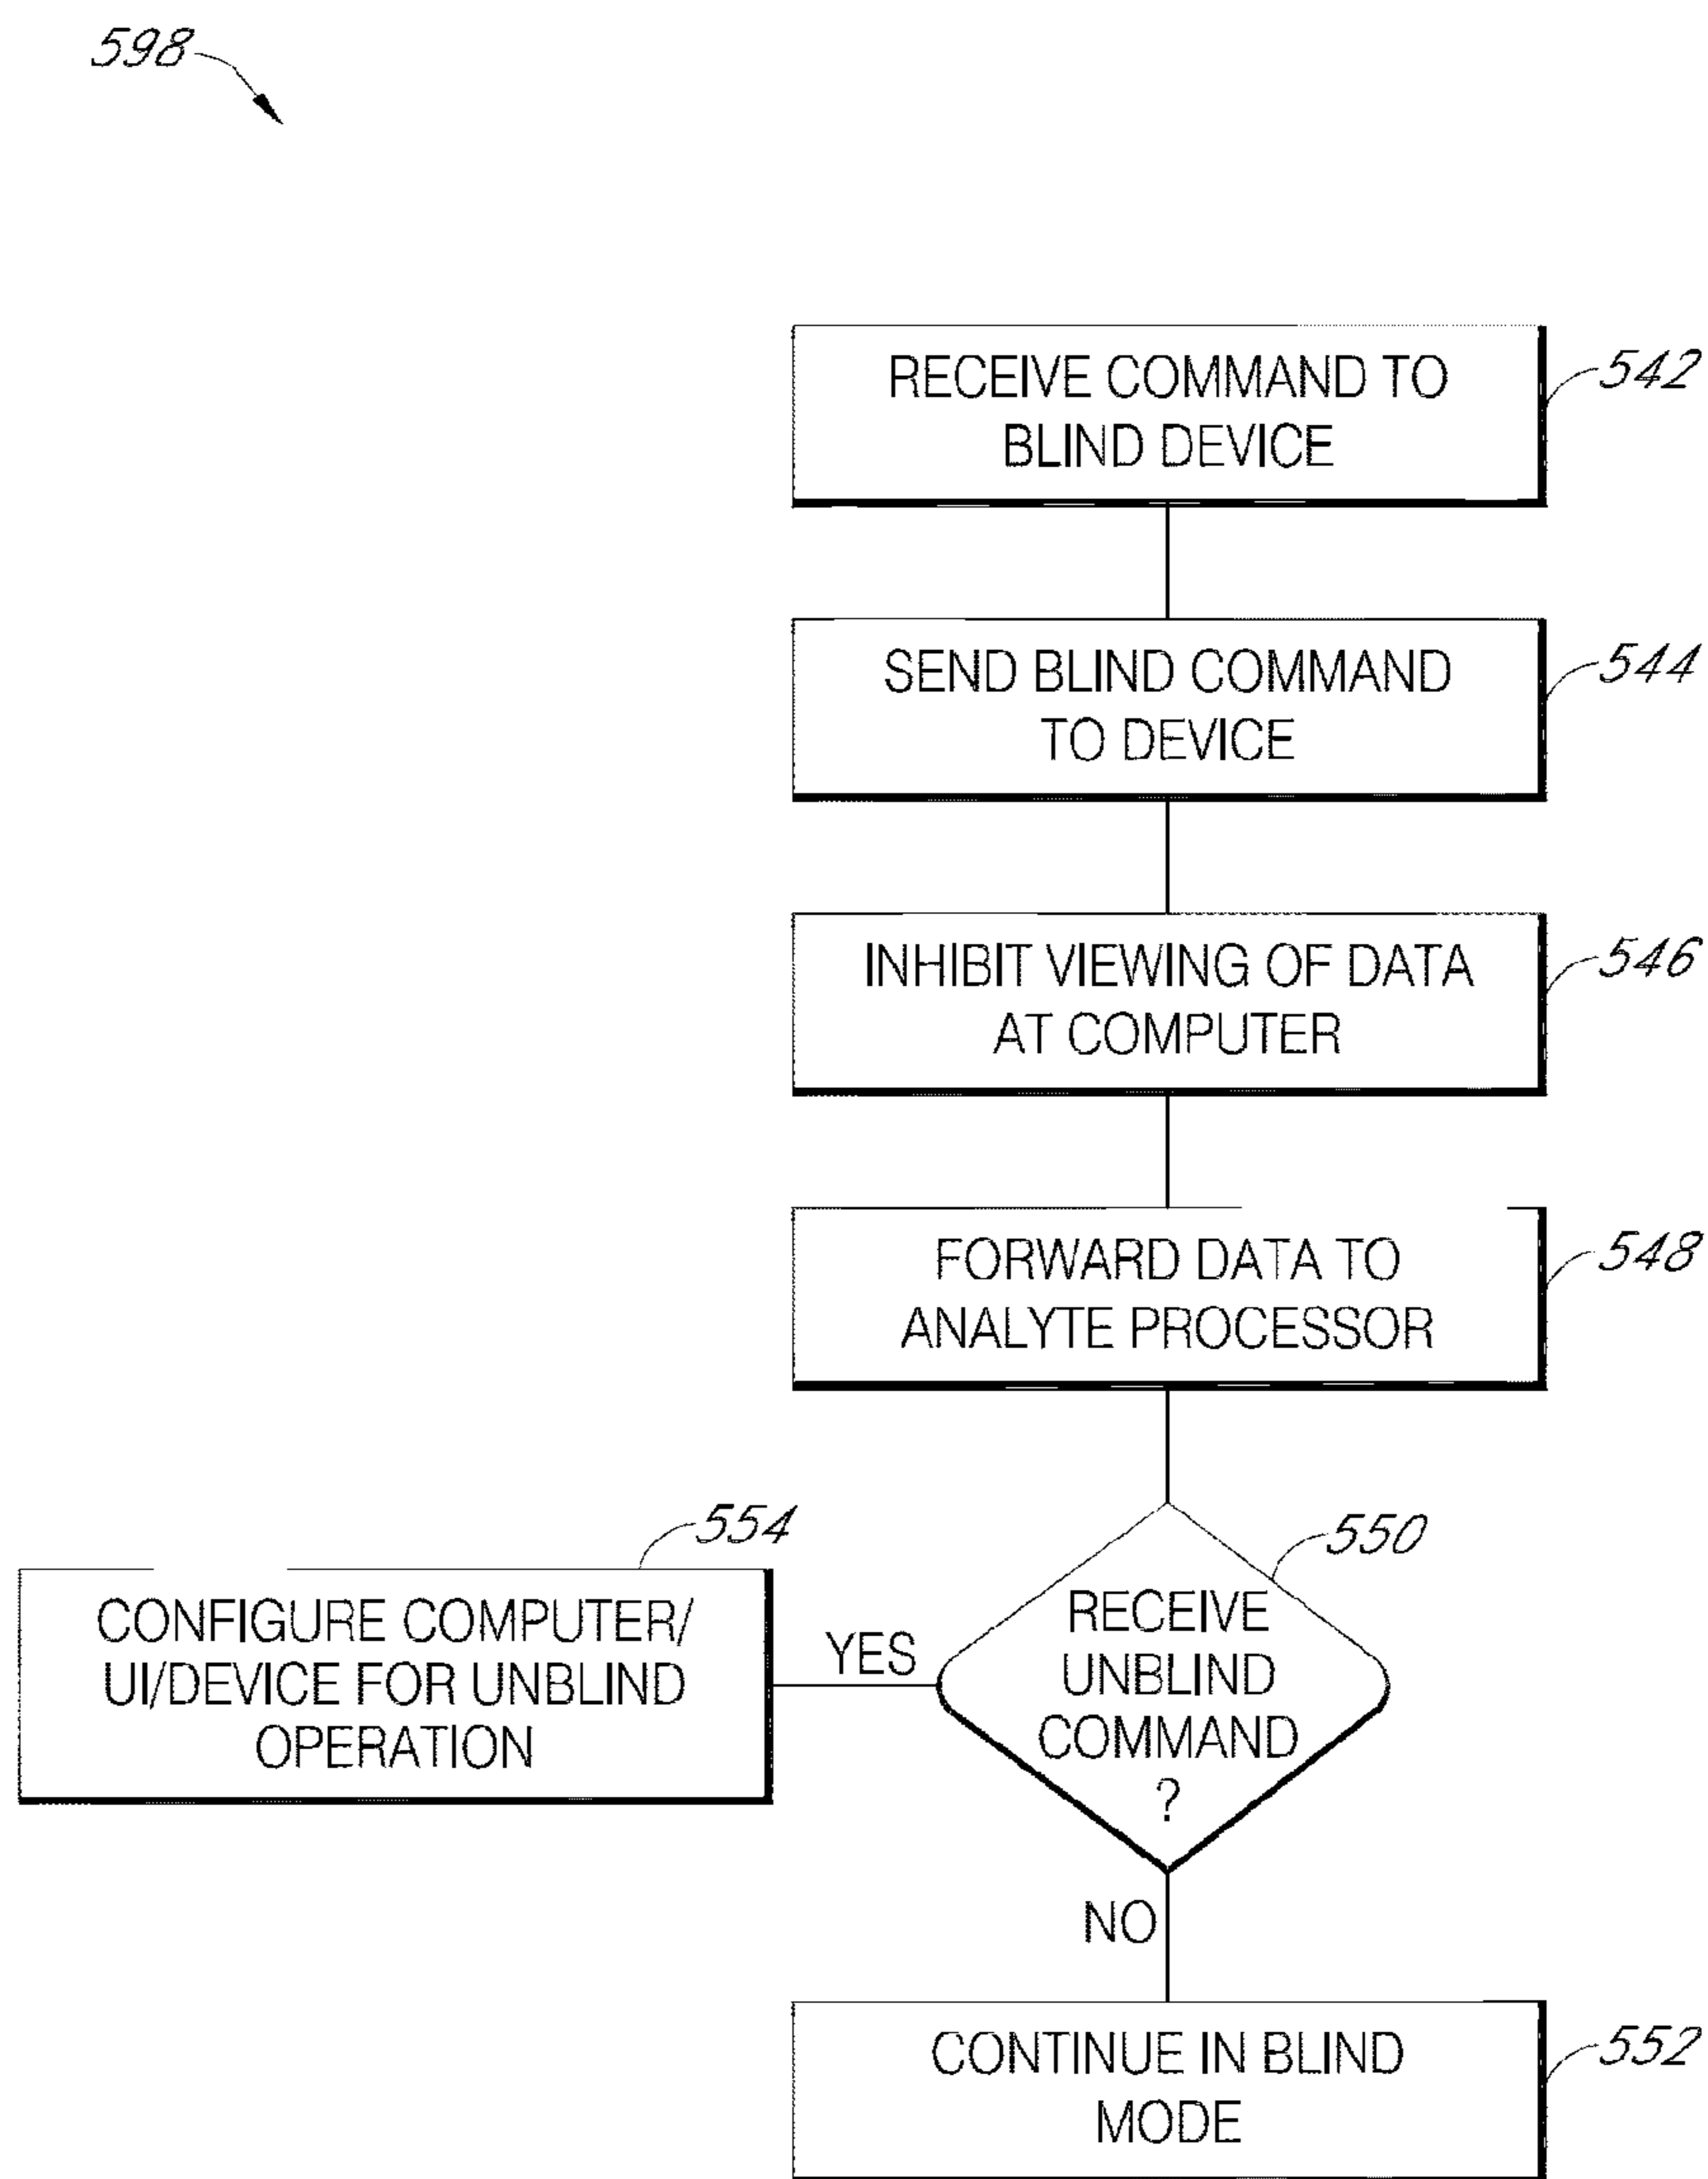 598
RECEIVE COMMAND TO
BLIND DEVICE
542
SEND BLIND COMMAND
TO DEVICE
544
INHIBIT VIEWING OF DATA
AT COMPUTER
546
FORWARD DATA TO
ANALYTE PROCESSOR
548
554
CONFIGURE COMPUTER/
UI/DEVICE FOR UNBLIND
OPERATION
YES
550
RECEIVE
UNBLIND
COMMAND
?
NO
CONTINUE IN BLIND
MODE
552